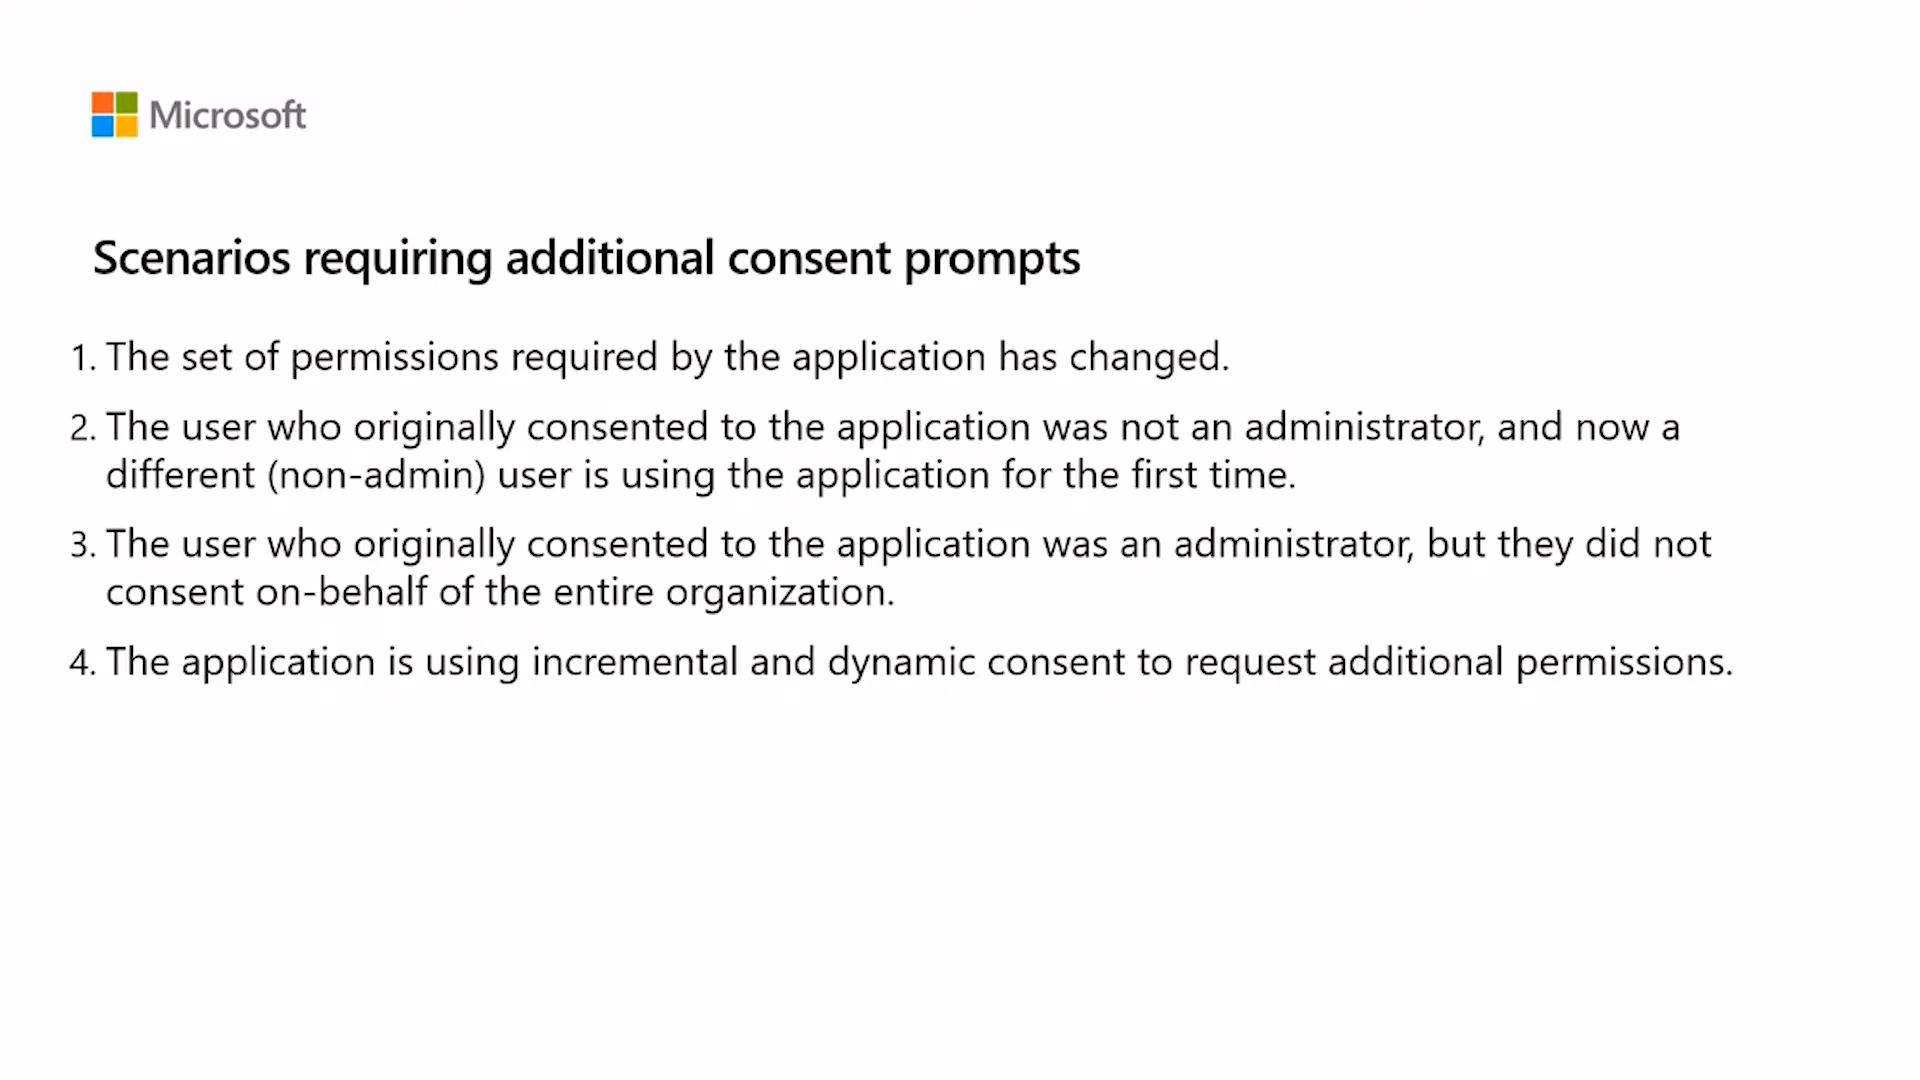 Microsoft
Scenarios requiring additional consent prompts
1. The set of permissions required by the application has changed.
2. The user who originally consented to the application was not an administrator, and now a
different (non-admin) user is using the application for the first time.
3. The user who originally consented to the application was an administrator, but they did not
consent on-behalf of the entire organization.
4. The application is using incremental and dynamic consent to request additional permissions.